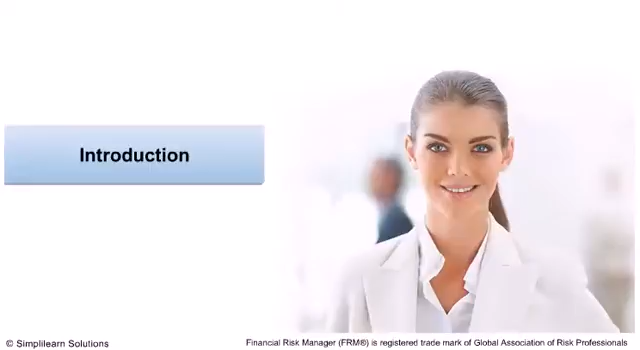 Introduction
© Simplilearn Solutions
Financial Risk Manager (FRM®) is registered trade mark of Global Association of Risk Professionals